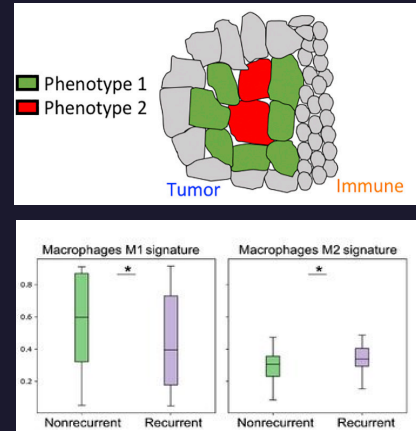 Phenotype 1
Phenotype 2
Tumor
Immune
Macrophages M1 signature
Macrophages M2 signature
*
*
0.8
0.6
0.4
0.2
Nonrecurrent
Recurrent
Nonrecurrent
Recurrent